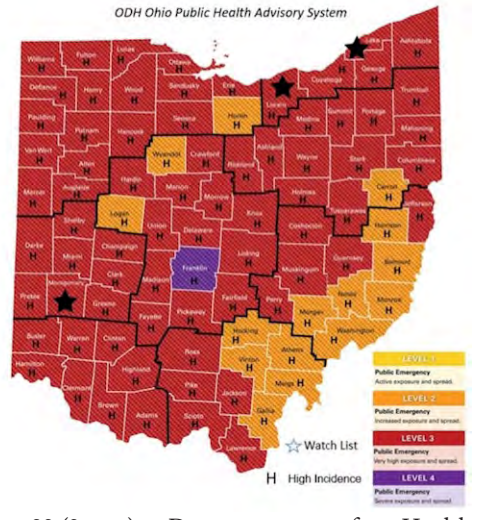 ODH Ohio Public Health Advisory System
Williams
Fulton
Lucas
Ottawa
Lake
Ashtabula
Defiance
Henry
Wood
Sandusky
Erie
Lorain
Cuyahoga
Geauga
Trumbull
Paulding
Putnam
Hancock
Seneca
Huron
Medina
Summit
Portage
Mahoning
Van Wert
Allen
Wyandot
Crawford
Richland
Ashland
Wayne
Stark
Columbiana
Mercer
Auglaize
Hardin
Marion
Morrow
Holmes
Carroll
Jefferson
Shelby
Logan
Union
Delaware
Knox
Coshocton
Tuscarawas
Harrison
Darke
Miami
Champaign
Franklin
Licking
Muskingum
Guernsey
Belmont
Montgomery
Clark
Madison
Fairfield
Perry
Noble
Monroe
Preble
Greene
Fayette
Pickaway
Morgan
Washington
Butler
Warren
Clinton
Ross
Hocking
Athens
Hamilton
Highland
Vinton
Meigs
Clermont
Brown
Adams
Pike
Jackson
Gallia
Scioto
Lawrence
LEVEL 1
Public Emergency
Active exposure and spread.
LEVEL 2
Public Emergency
Increased exposure and spread.
LEVEL 3
Public Emergency
Very high exposure and spread.
LEVEL 4
Public Emergency
Severe exposure and spread.
Watch List
H High Incidence